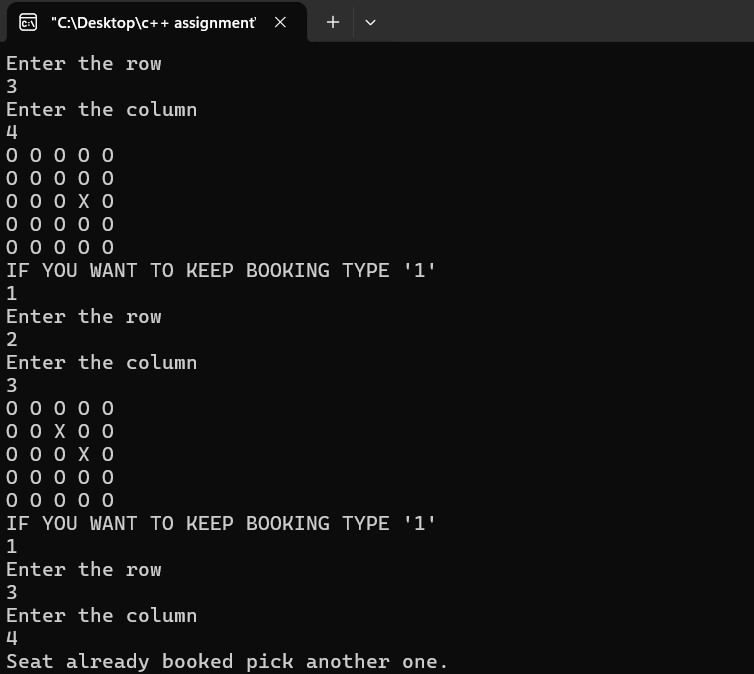 "C:\Desktop\c++ assignment'
Enter the row
3
Enter the column
4
O O O O O
O O O O O
O O O X O
O O O O O
O O O O O
IF YOU WANT TO KEEP BOOKING TYPE '1'
1
Enter the row
2
Enter the column
3
O O O O O
O O X O O
O O O X O
O O O O O
O O O O O
IF YOU WANT TO KEEP BOOKING TYPE '1'
1
Enter the row
3
Enter the column
4
Seat already booked pick another one.